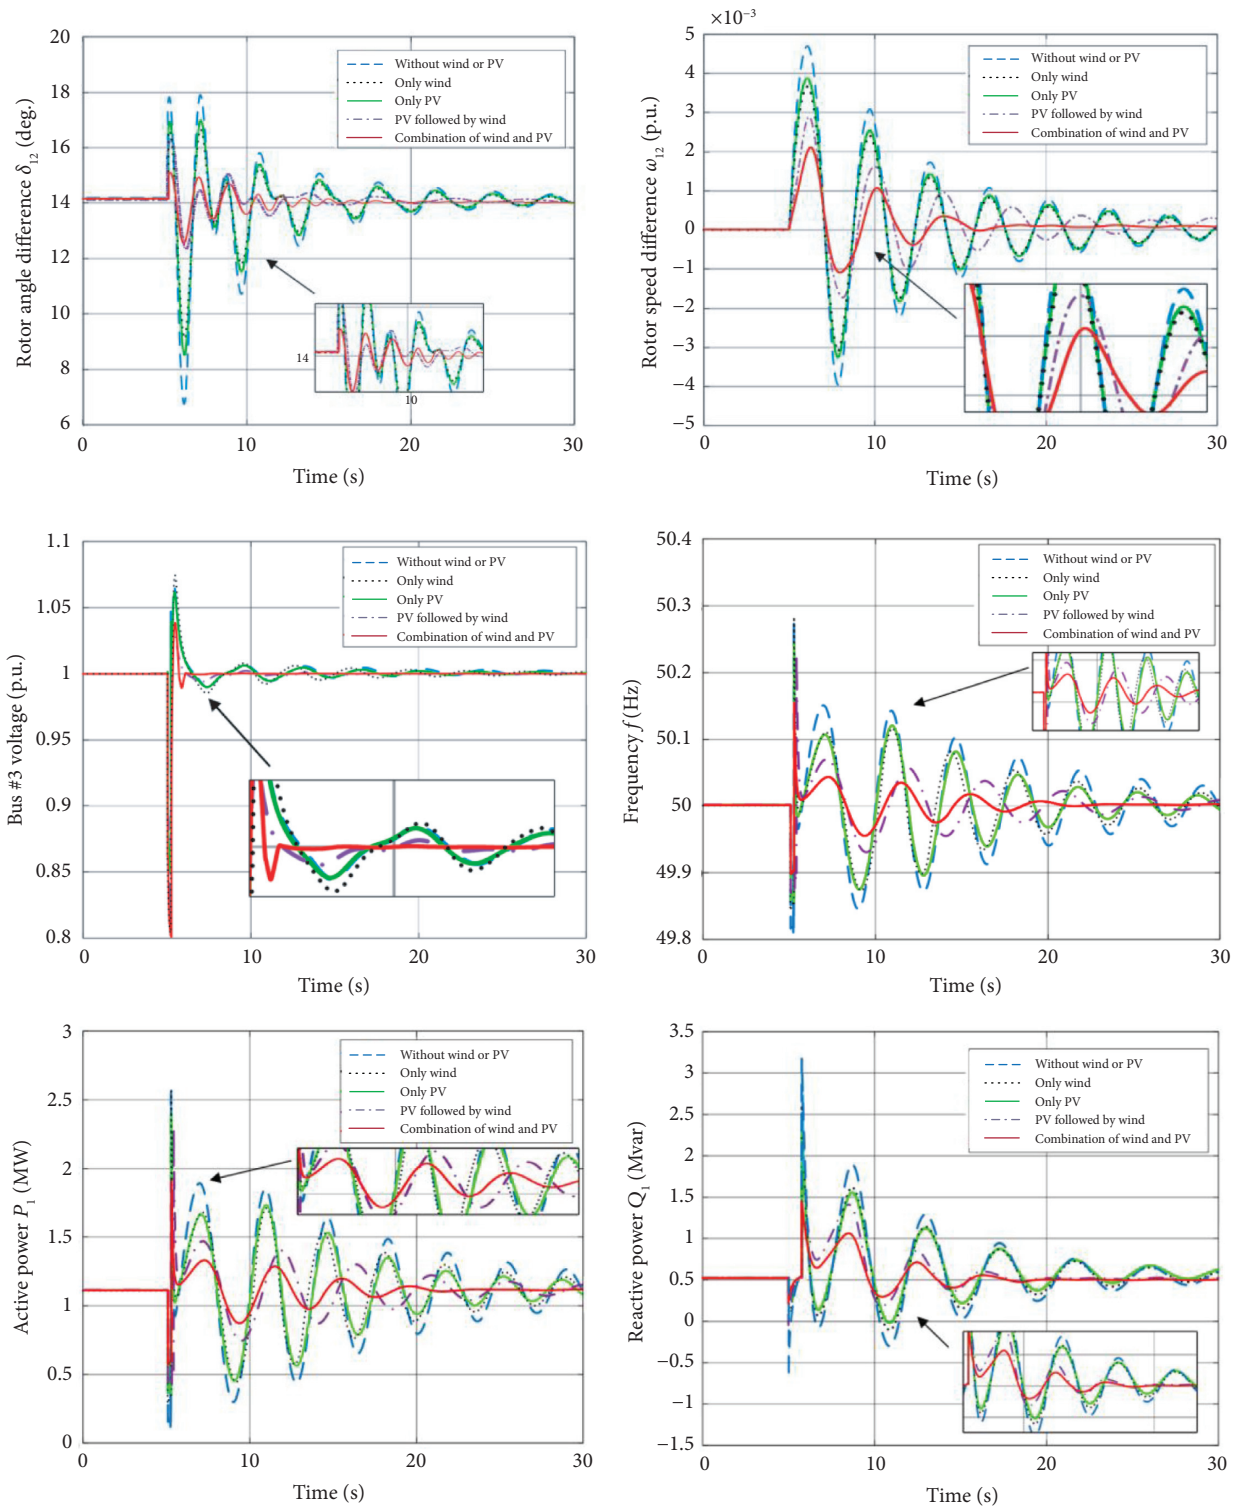 20
18
16
14
12
10
8
6
0
10
20
30
Rotor angle difference δ12 (deg.)
Time (s)
Without wind or PV
Only wind
Only PV
PV followed by wind
Combination of wind and PV
14
10
×10−3
5
4
3
2
1
0
−1
−2
−3
−4
−5
0
10
20
30
Rotor speed difference ω12 (p.u.)
Time (s)
Without wind or PV
Only wind
Only PV
PV followed by wind
Combination of wind and PV
1.1
1.05
1
0.95
0.9
0.85
0.8
0
10
20
30
Bus #3 voltage (p.u.)
Time (s)
Without wind or PV
Only wind
Only PV
PV followed by wind
Combination of wind and PV
50.4
50.3
50.2
50.1
50
49.9
49.8
0
10
20
30
Frequency f (Hz)
Time (s)
Without wind or PV
Only wind
Only PV
PV followed by wind
Combination of wind and PV
3
2.5
2
1.5
1
0.5
0
0
10
20
30
Active power P1 (MW)
Time (s)
Without wind or PV
Only wind
Only PV
PV followed by wind
Combination of wind and PV
3.5
3
2.5
2
1.5
1
0.5
0
−0.5
−1
−1.5
0
10
20
30
Reactive power Q1 (Mvar)
Time (s)
Without wind or PV
Only wind
Only PV
PV followed by wind
Combination of wind and PV